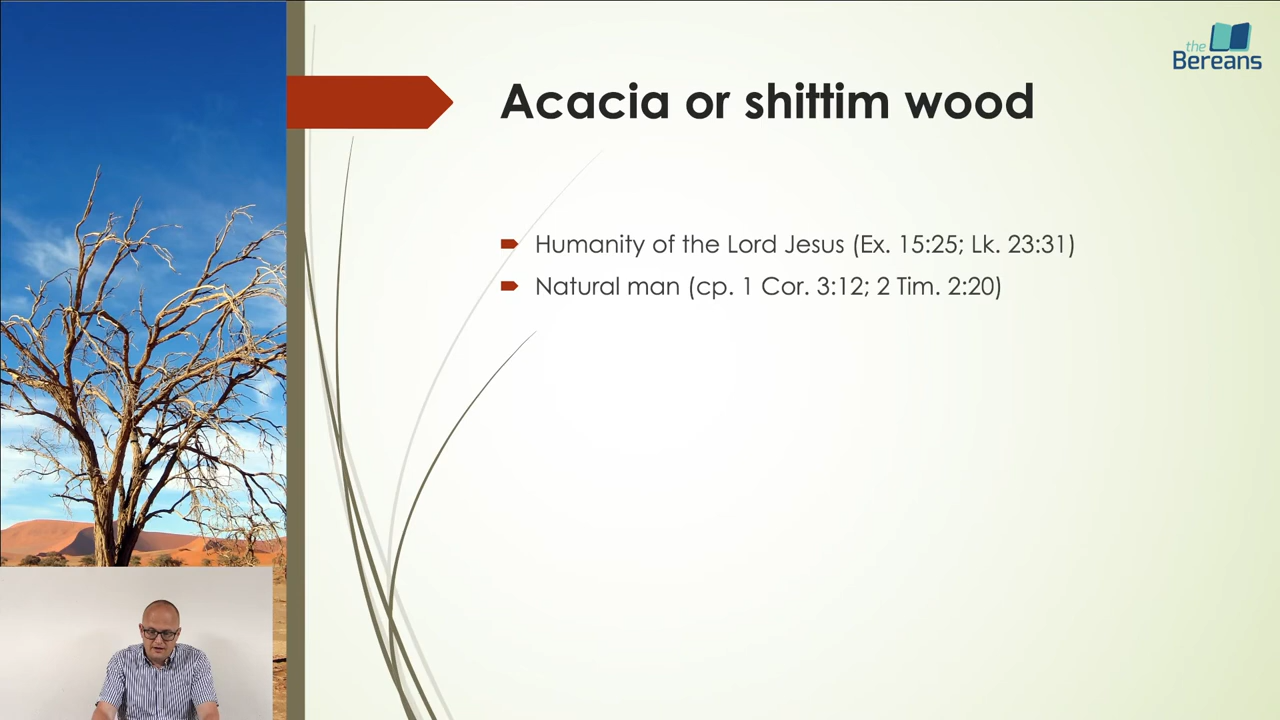 the
Bereans
Acacia or shittim wood
Humanity of the Lord Jesus (Ex. 15:25; Lk. 23:31)
Natural man (cp. 1 Cor. 3:12; 2 Tim. 2:20)